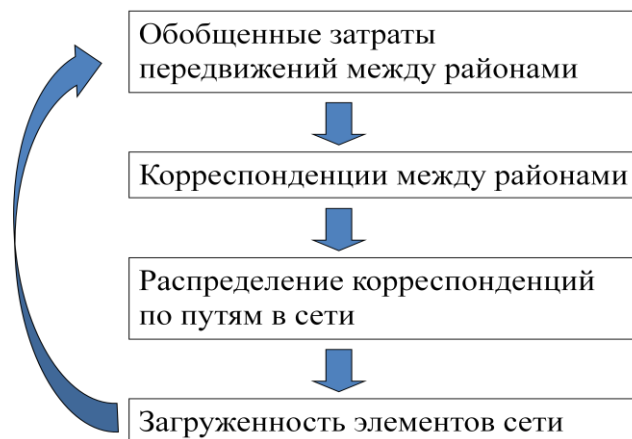 Обобщенные затраты
передвижений между районами
Корреспонденции между районами
Распределение корреспонденций
по путям в сети
Загруженность элементов сети